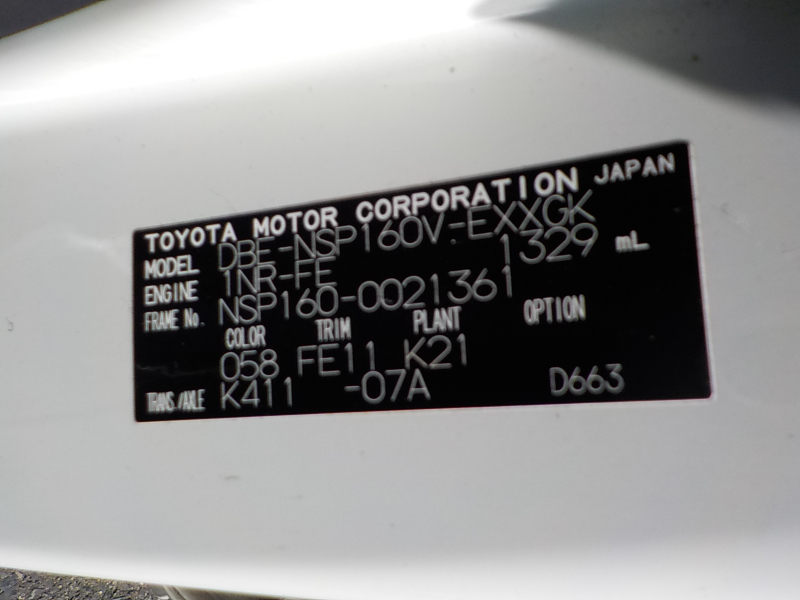 TOYOTA MOTOR CORPORATION JAPAN
MODEL DBE-NSP160V-EXXGK
ENGINE 1NR-FE 1329 mL
FRAME No. NSP160-0021361
COLOR TRIM PLANT OPTION
058 FE11 K21
TRANS./AXLE K411 -07A D663